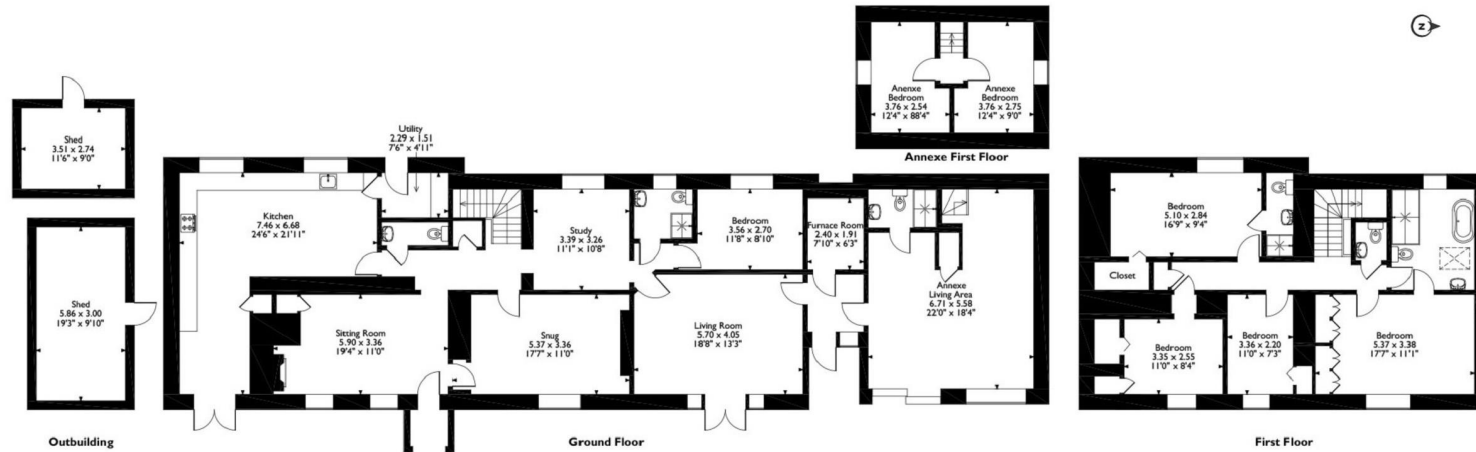 Z
Shed
3.51 x 2.74
11'6" x 9'0"
Shed
5.86 x 3.00
19'3" x 9'10"
Outbuilding
Utility
2.29 x 1.51
7'6" x 4'11"
Kitchen
7.46 x 6.68
24'6" x 21'11"
Study
3.39 x 3.26
11'1" x 10'8"
Bedroom
3.56 x 2.70
11'8" x 8'10"
Furnace Room
2.40 x 1.91
7'10" x 6'3"
Annexe
Living Area
6.71 x 5.58
22'0" x 18'4"
Sitting Room
5.90 x 3.36
19'4" x 11'0"
Snug
5.37 x 3.36
17'7" x 11'0"
Living Room
5.70 x 4.05
18'8" x 13'3"
Ground Floor
Anenxe
Bedroom
3.76 x 2.54
12'4" x 88'4"
Annexe
Bedroom
3.76 x 2.75
12'4" x 9'0"
Annexe First Floor
Bedroom
5.10 x 2.84
16'9" x 9'4"
Closet
Bedroom
3.35 x 2.55
11'0" x 8'4"
Bedroom
3.36 x 2.20
11'0" x 7'3"
Bedroom
5.37 x 3.38
17'7" x 11'1"
First Floor